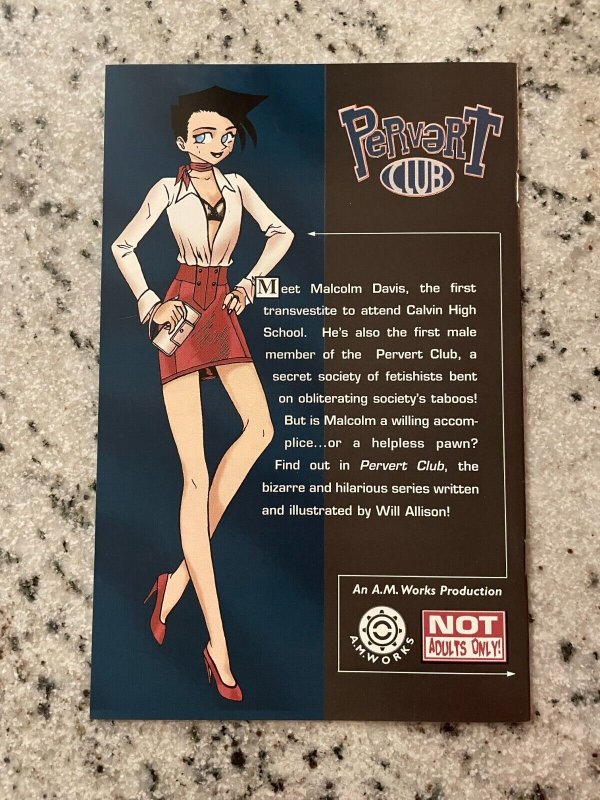 PERVERT
CLUB
Meet Malcolm Davis, the first
transvestite to attend Calvin High
School. He's also the first male
member of the Pervert Club, a
secret society of fetishists bent
on obliterating society's taboos!
But is Malcolm a willing accom-
plice...or a helpless pawn?
Find out in Pervert Club, the
bizarre and hilarious series written
and illustrated by Will Allison!
An A.M. Works Production
A.M.WORKS
NOT
ADULTS ONLY!